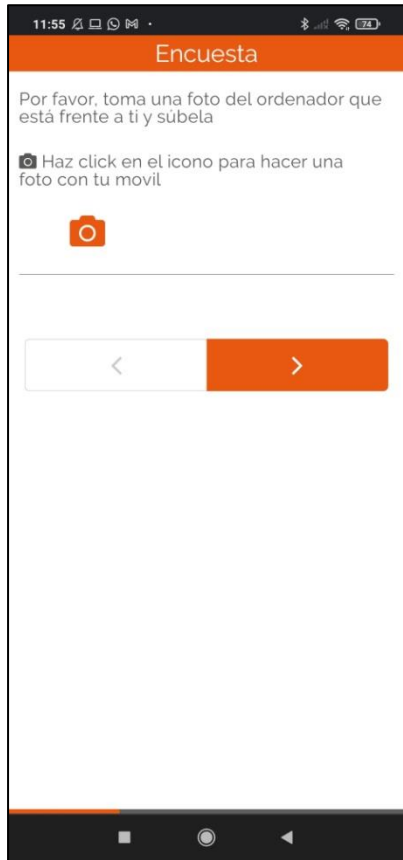 11:55
74
Encuesta
Por favor, toma una foto del ordenador que
está frente a ti y súbela
Haz click en el icono para hacer una
foto con tu movil